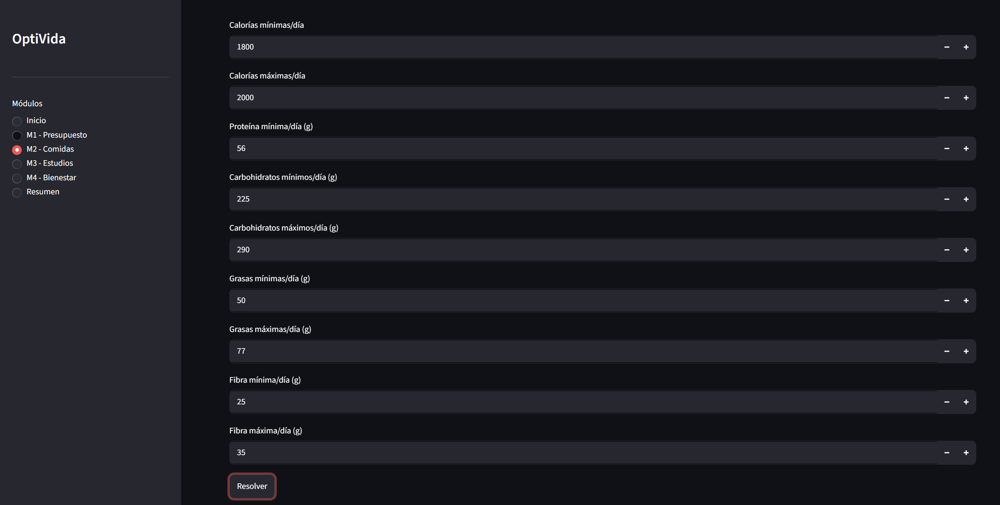 OptiVida
Módulos
Inicio
M1 - Presupuesto
M2 - Comidas
M3 - Estudios
M4 - Bienestar
Resumen
Calorías mínimas/día
1800
Calorías máximas/día
2000
Proteína mínima/día (g)
56
Carbohidratos mínimos/día (g)
225
Carbohidratos máximos/día (g)
290
Grasas mínimas/día (g)
50
Grasas máximas/día (g)
77
Fibra mínima/día (g)
25
Fibra máxima/día (g)
35
Resolver